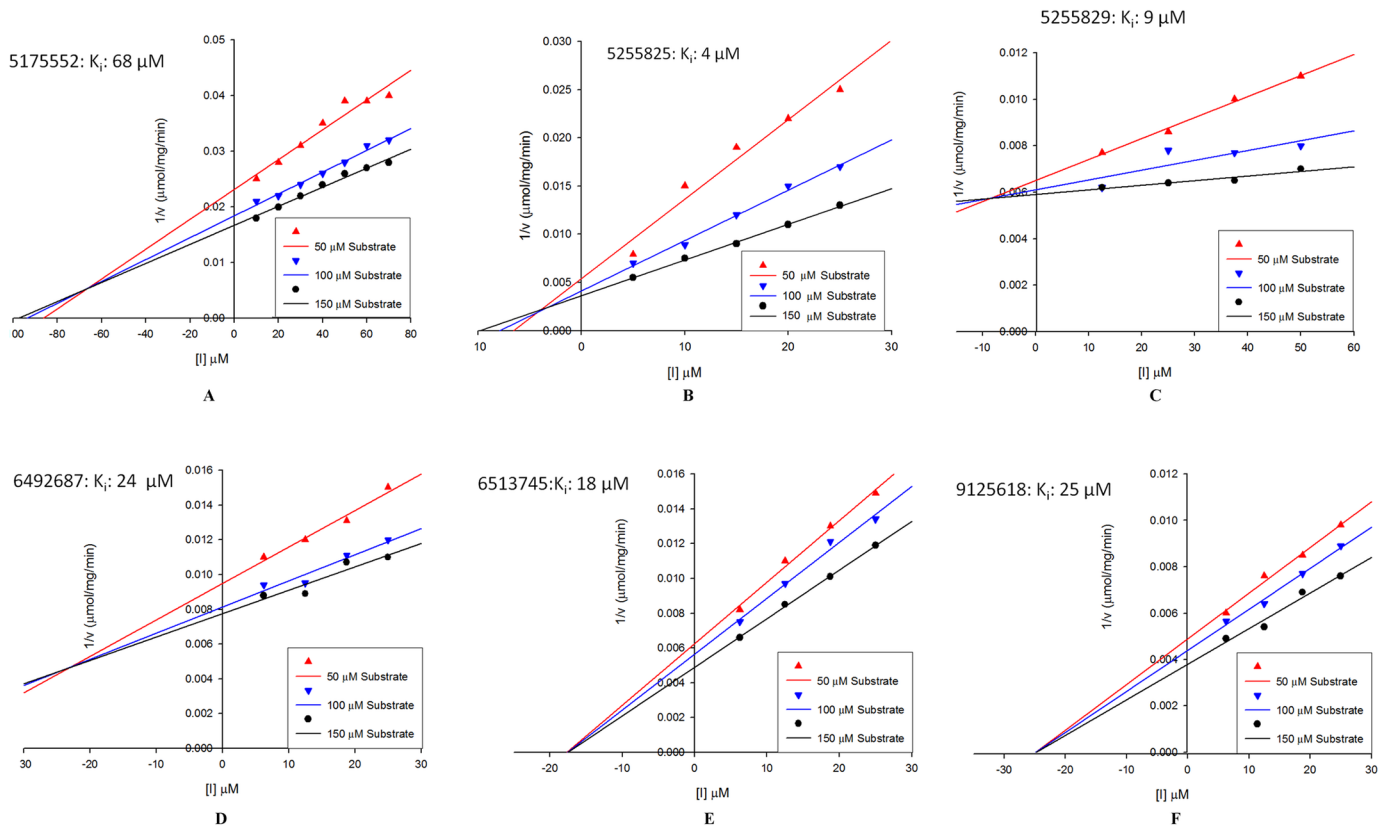 5175552: Ki: 68 μM
0.05
0.04
0.03
0.02
0.01
0.00
1/v (μmol/mg/min)
50 μM Substrate
100 μM Substrate
150 μM Substrate
00 -80 -60 -40 -20 0 20 40 60 80
[I] μM
A
5255825: Ki: 4 μM
0.030
0.025
0.020
0.015
0.010
0.005
0.000
1/v (μmol/mg/min)
50 μM Substrate
100 μM Substrate
150 μM Substrate
10 0 10 20 30
[I] μM
B
5255829: Ki: 9 μM
0.012
0.010
0.008
0.006
0.004
0.002
0.000
1/v (μmol/mg/min)
50 μM Substrate
100 μM Substrate
150 μM Substrate
-10 0 10 20 30 40 50 60
[I] μM
C
6492687: Ki: 24 μM
0.016
0.014
0.012
0.010
0.008
0.006
0.004
0.002
0.000
1/v (μmol/mg/min)
50 μM Substrate
100 μM Substrate
150 μM Substrate
30 -20 -10 0 10 20 30
[I] μM
D
6513745:Ki: 18 μM
0.016
0.014
0.012
0.010
0.008
0.006
0.004
0.002
0.000
1/v (μmol/mg/min)
50 μM Substrate
100 μM Substrate
150 μM Substrate
-20 -10 0 10 20 30
[I] μM
E
9125618: Ki: 25 μM
0.012
0.010
0.008
0.006
0.004
0.002
0.000
1/v (μmol/mg/min)
50 μM Substrate
100 μM Substrate
150 μM Substrate
-30 -20 -10 0 10 20 30
[I] μM
F